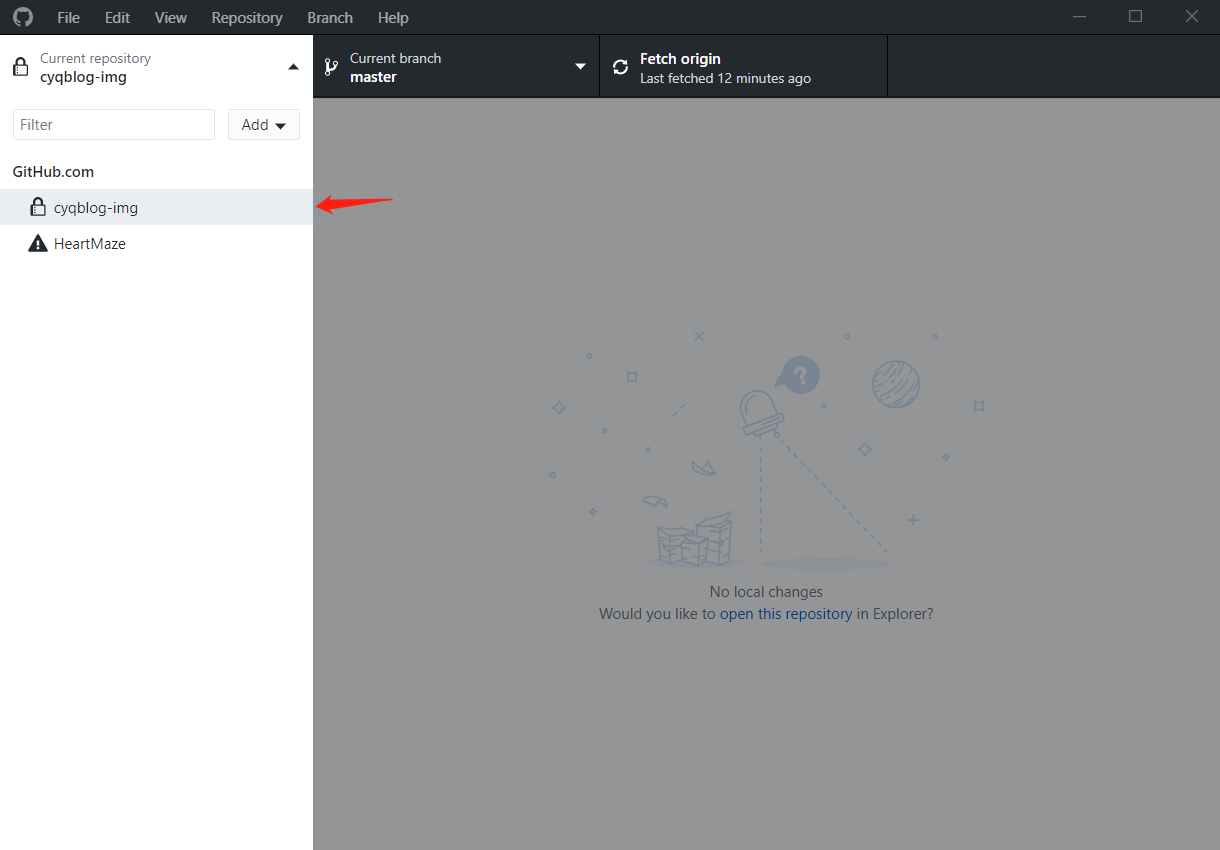 File Edit View Repository Branch Help
Current repository
cyqblog-img
Current branch
master
Fetch origin
Last fetched 12 minutes ago
Filter
Add
GitHub.com
cyqblog-img
HeartMaze
?
No local changes
Would you like to open this repository in Explorer?